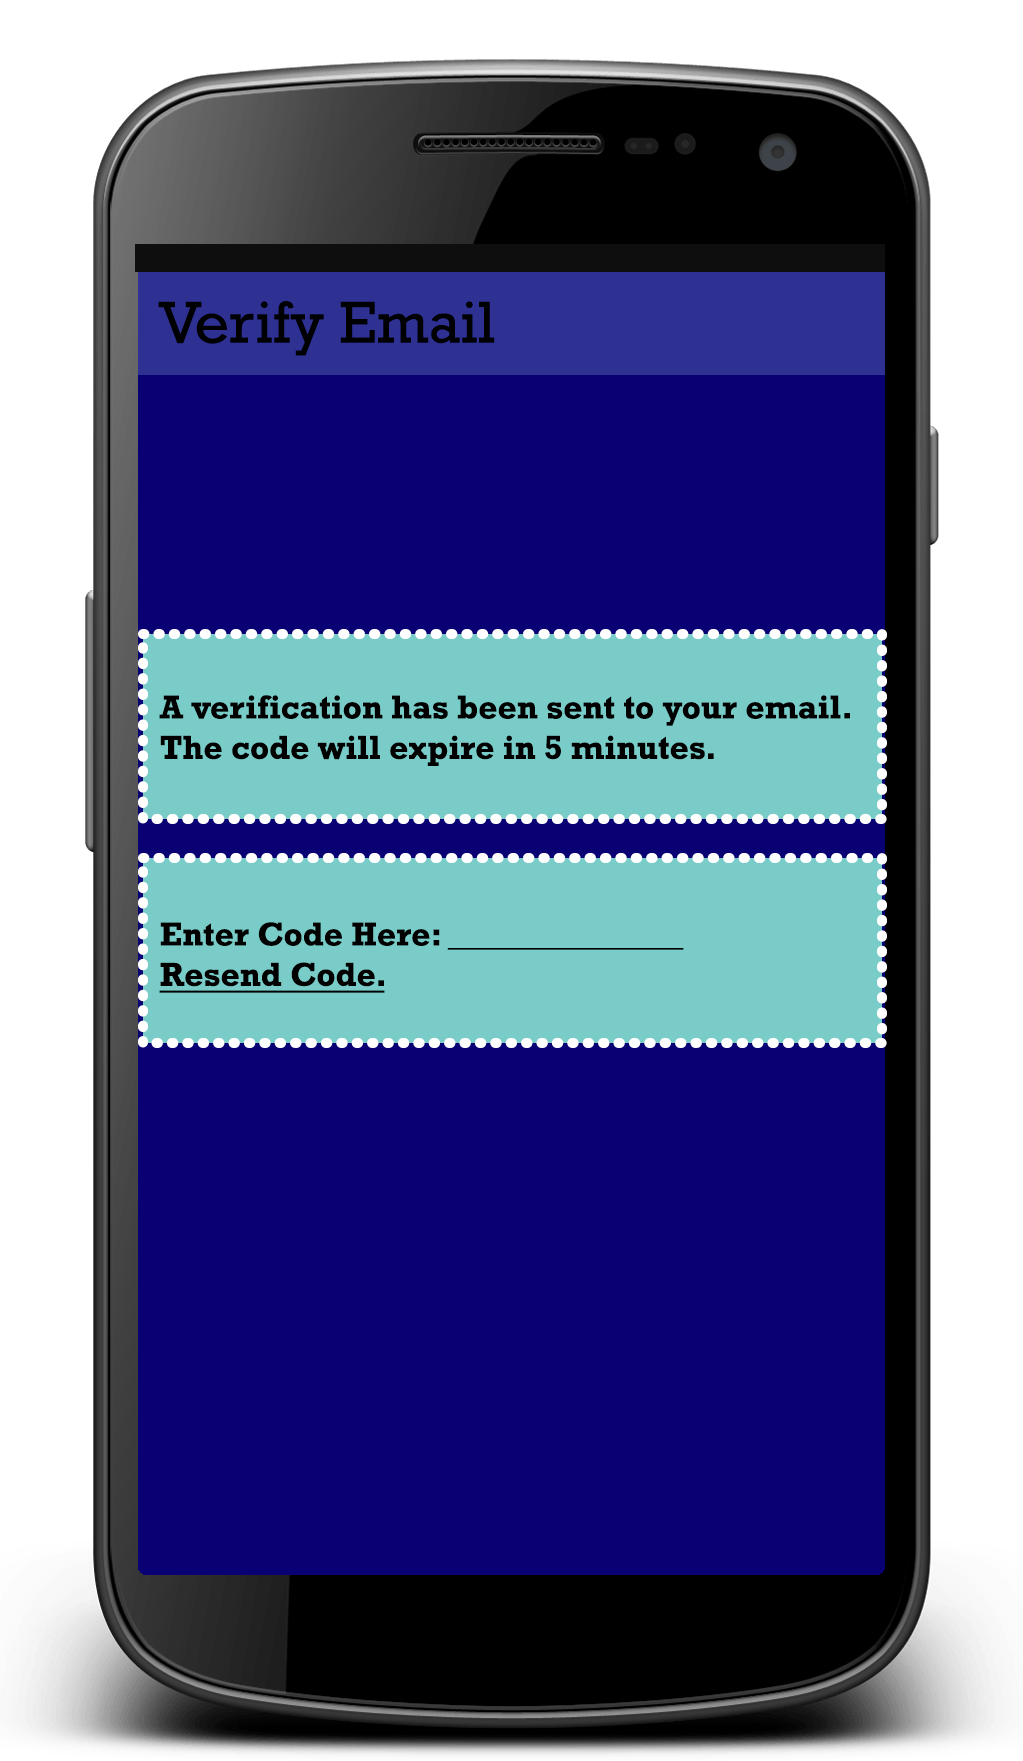 Verify Email
A verification has been sent to your email.
The code will expire in 5 minutes.
Enter Code Here: ______________
Resend Code.